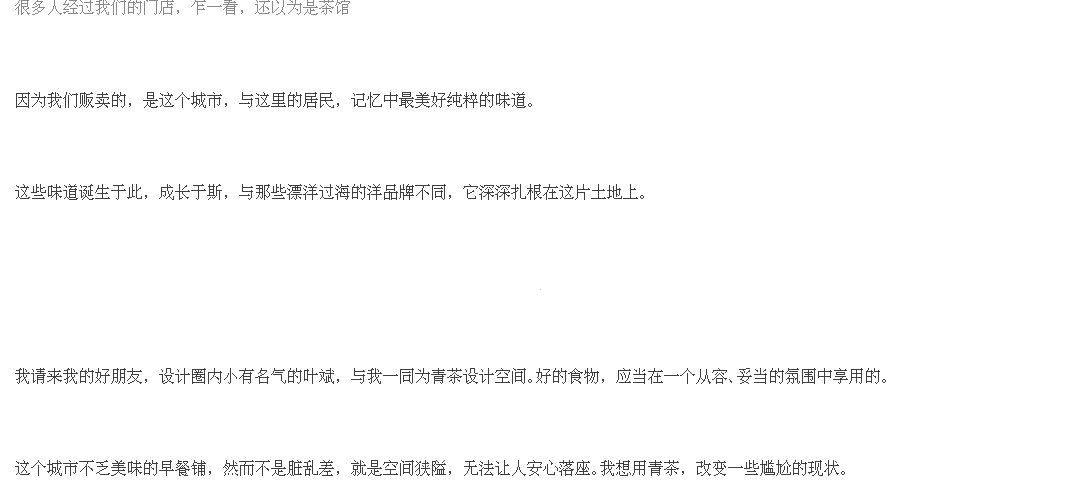 很多人经过我们的门店，乍一看，还以为是茶馆
因为我们贩卖的，是这个城市，与这里的居民，记忆中最美好纯粹的味道。
这些味道诞生于此，成长于斯，与那些漂洋过海的洋品牌不同，它深深扎根在这片土地上。
我请来我的好朋友，设计圈内小有名气的叶斌，与我一同为青茶设计空间。好的食物，应当在一个从容、妥当的氛围中享用的。
这个城市不乏美味的早餐铺，然而不是脏乱差，就是空间狭隘，无法让人安心落座。我想用青茶，改变一些尴尬的现状。